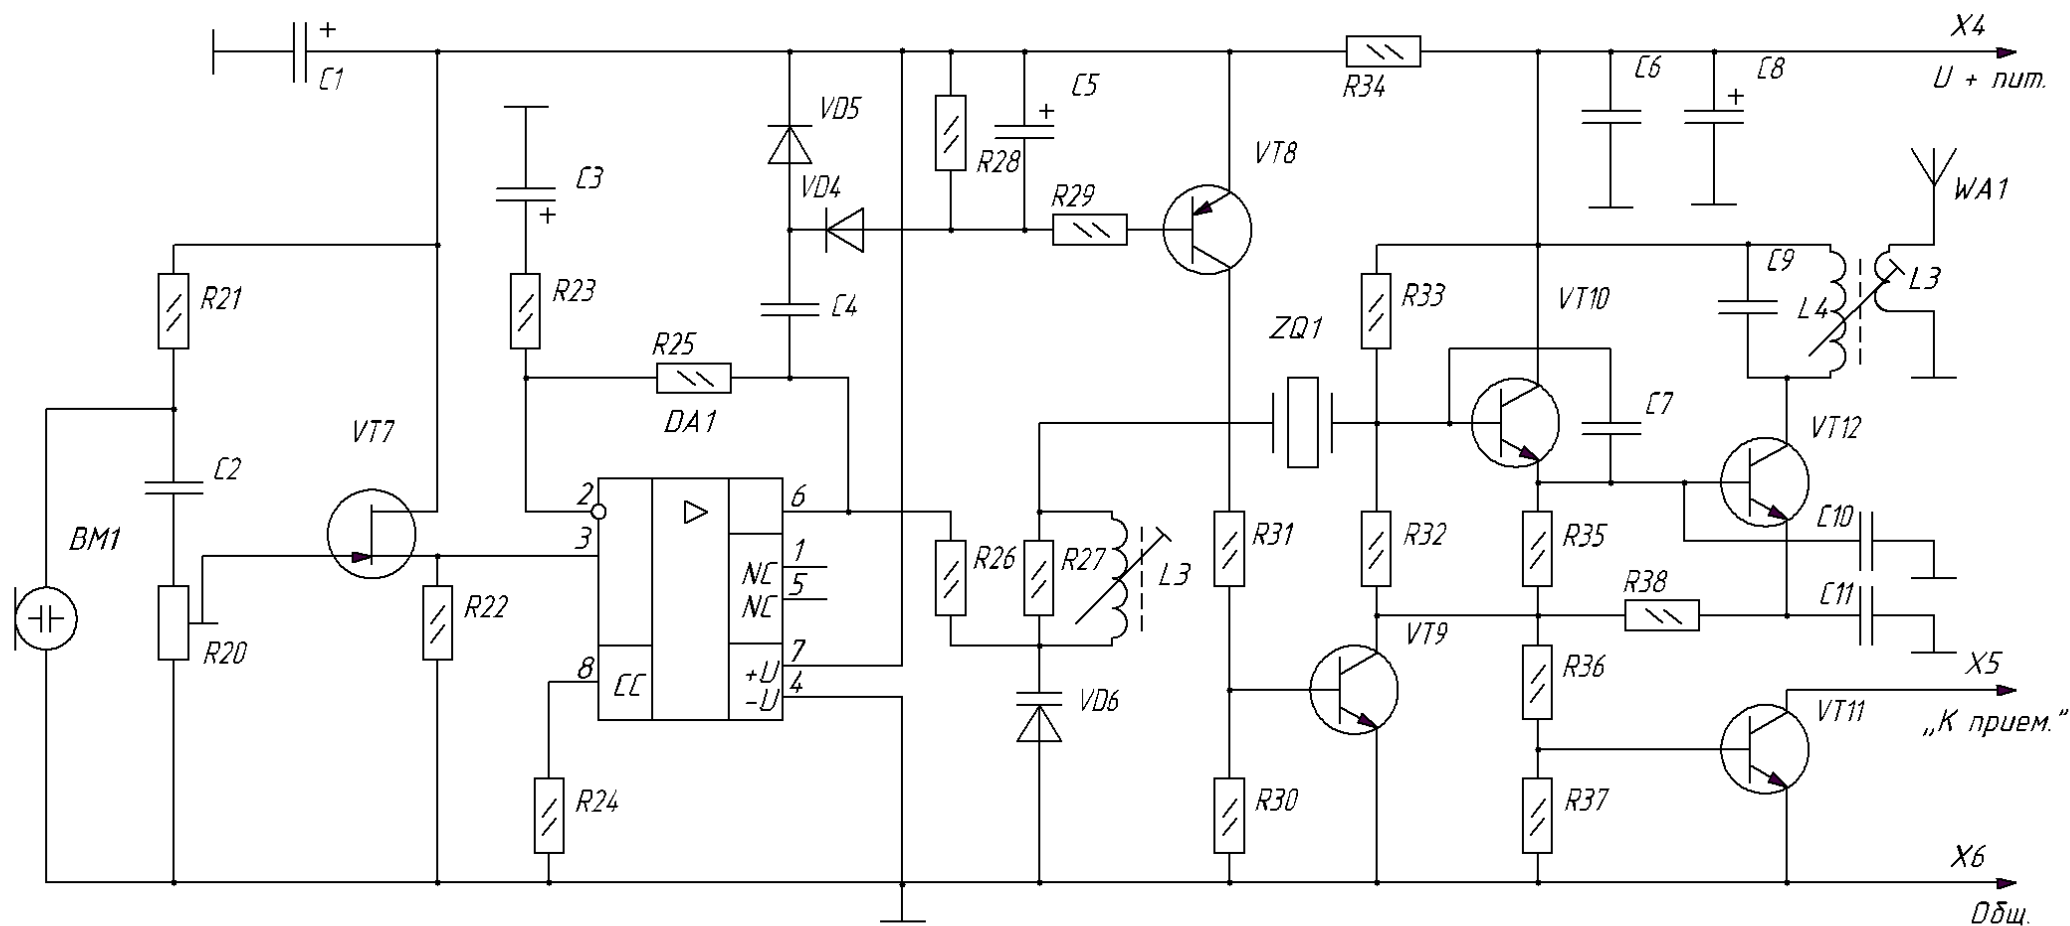 X4
+
C1
R34
C6
C8
U + пит.
C5
VD5
+
+
VT8
R28
C3
VD4
+
R29
WA1
R21
R23
C4
ZQ1
R33
VT10
C9
L4
L3
R25
DA1
VT7
C7
VT12
C2
2
6
BM1
3
1
NC
5
NC
R26
R27
L3
R31
R32
R35
C10
R22
R38
C11
R20
VT9
8
CC
7
+U
4
-U
VD6
R36
X5
VT11
„К прием.”
R24
R30
R37
X6
Общ.